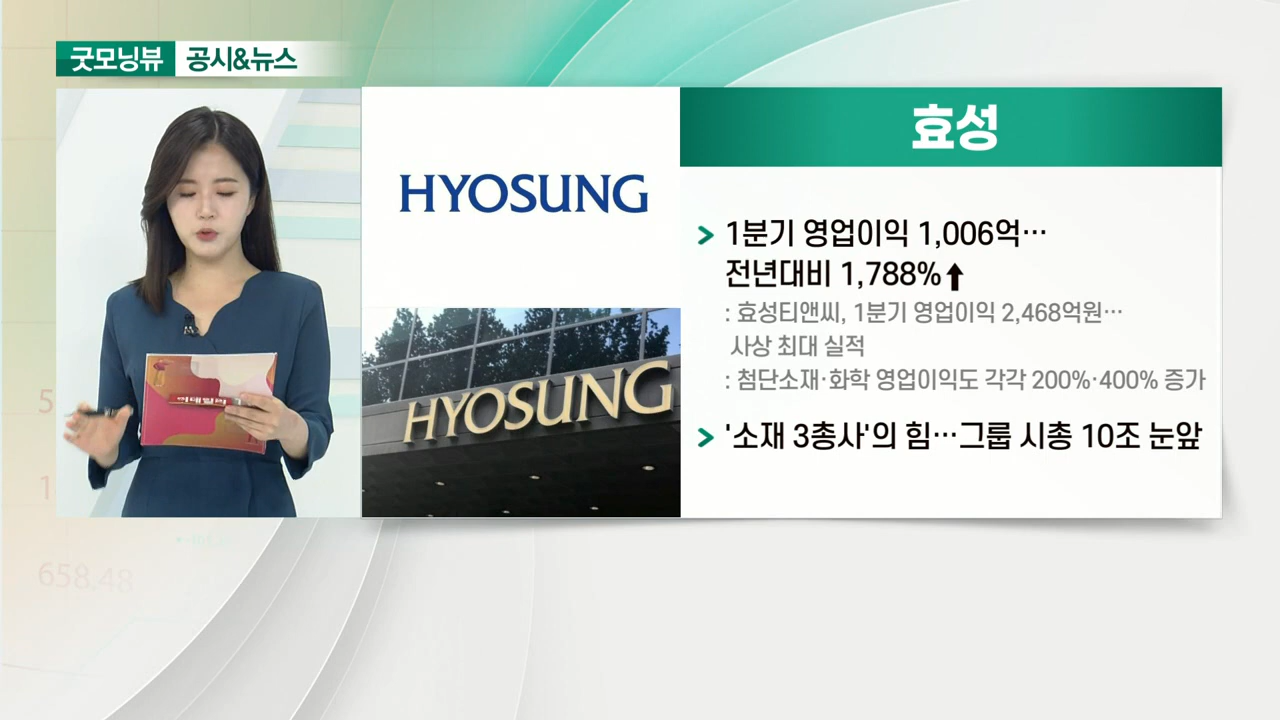 굿모닝뷰 공시&뉴스
HYOSUNG
HYOSUNG
효성
1분기 영업이익 1,006억…
전년대비 1,788%⬆
: 효성티앤씨, 1분기 영업이익 2,468억원…
사상 최대 실적
: 첨단소재·화학 영업이익도 각각 200%·400% 증가
'소재 3총사'의 힘…그룹 시총 10조 눈앞
이데일리
658.48